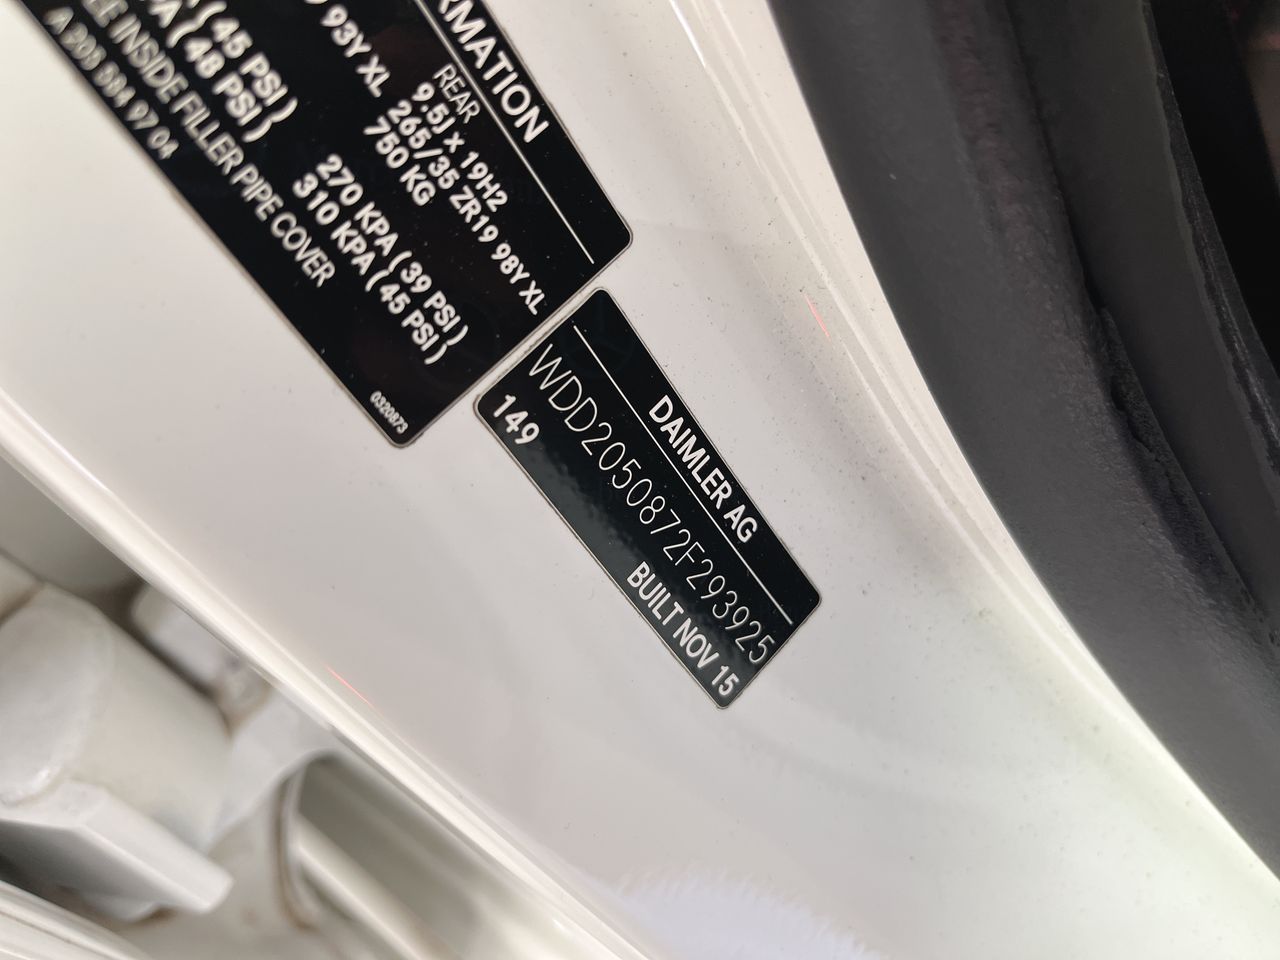 RMATION
REAR
9.5J x 19H2
93Y XL 265/35 ZR19 98Y XL
750 KG
(45 PSI) 270 KPA (39 PSI)
(48 PSI) 310 KPA (45 PSI)
INSIDE FILLER PIPE COVER
A 205 584 97 04
0320873
DAIMLER AG
WDD2050872F293925
149 BUILT NOV 15